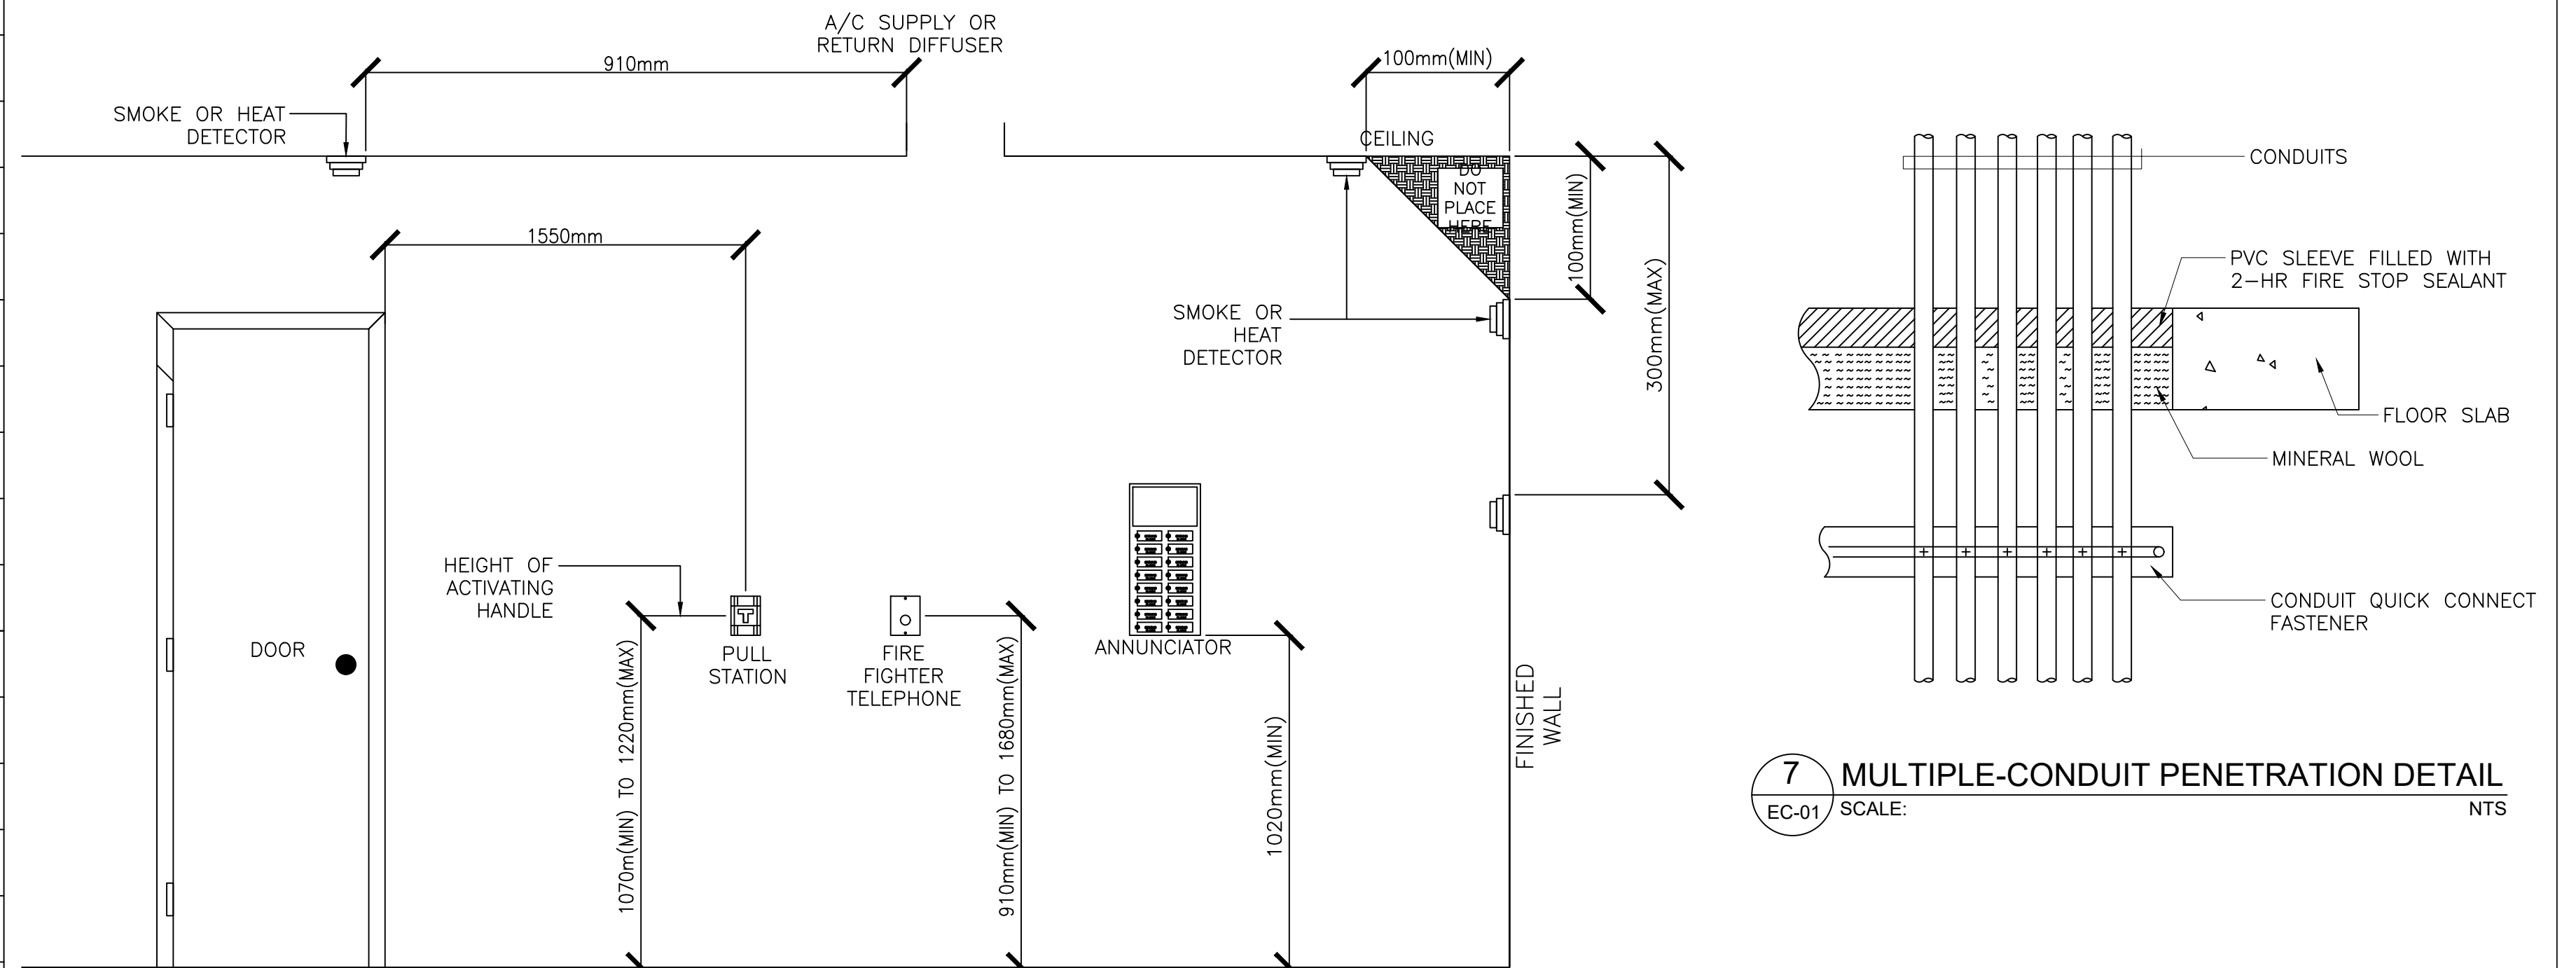 A/C SUPPLY OR
RETURN DIFFUSER
910mm
100mm(MIN)
SMOKE OR HEAT
DETECTOR
CEILING
DO
NOT
PLACE
HERE
100mm(MIN)
300mm(MAX)
1550mm
SMOKE OR
HEAT
DETECTOR
HEIGHT OF
ACTIVATING
HANDLE
DOOR
PULL
STATION
FIRE
FIGHTER
TELEPHONE
ANNUNCIATOR
1070m(MIN) TO 1220mm(MAX)
910mm(MIN) TO 1680mm(MAX)
1020mm(MIN)
FINISHED
WALL
CONDUITS
PVC SLEEVE FILLED WITH
2-HR FIRE STOP SEALANT
FLOOR SLAB
MINERAL WOOL
CONDUIT QUICK CONNECT
FASTENER
7
EC-01
MULTIPLE-CONDUIT PENETRATION DETAIL
SCALE:
NTS